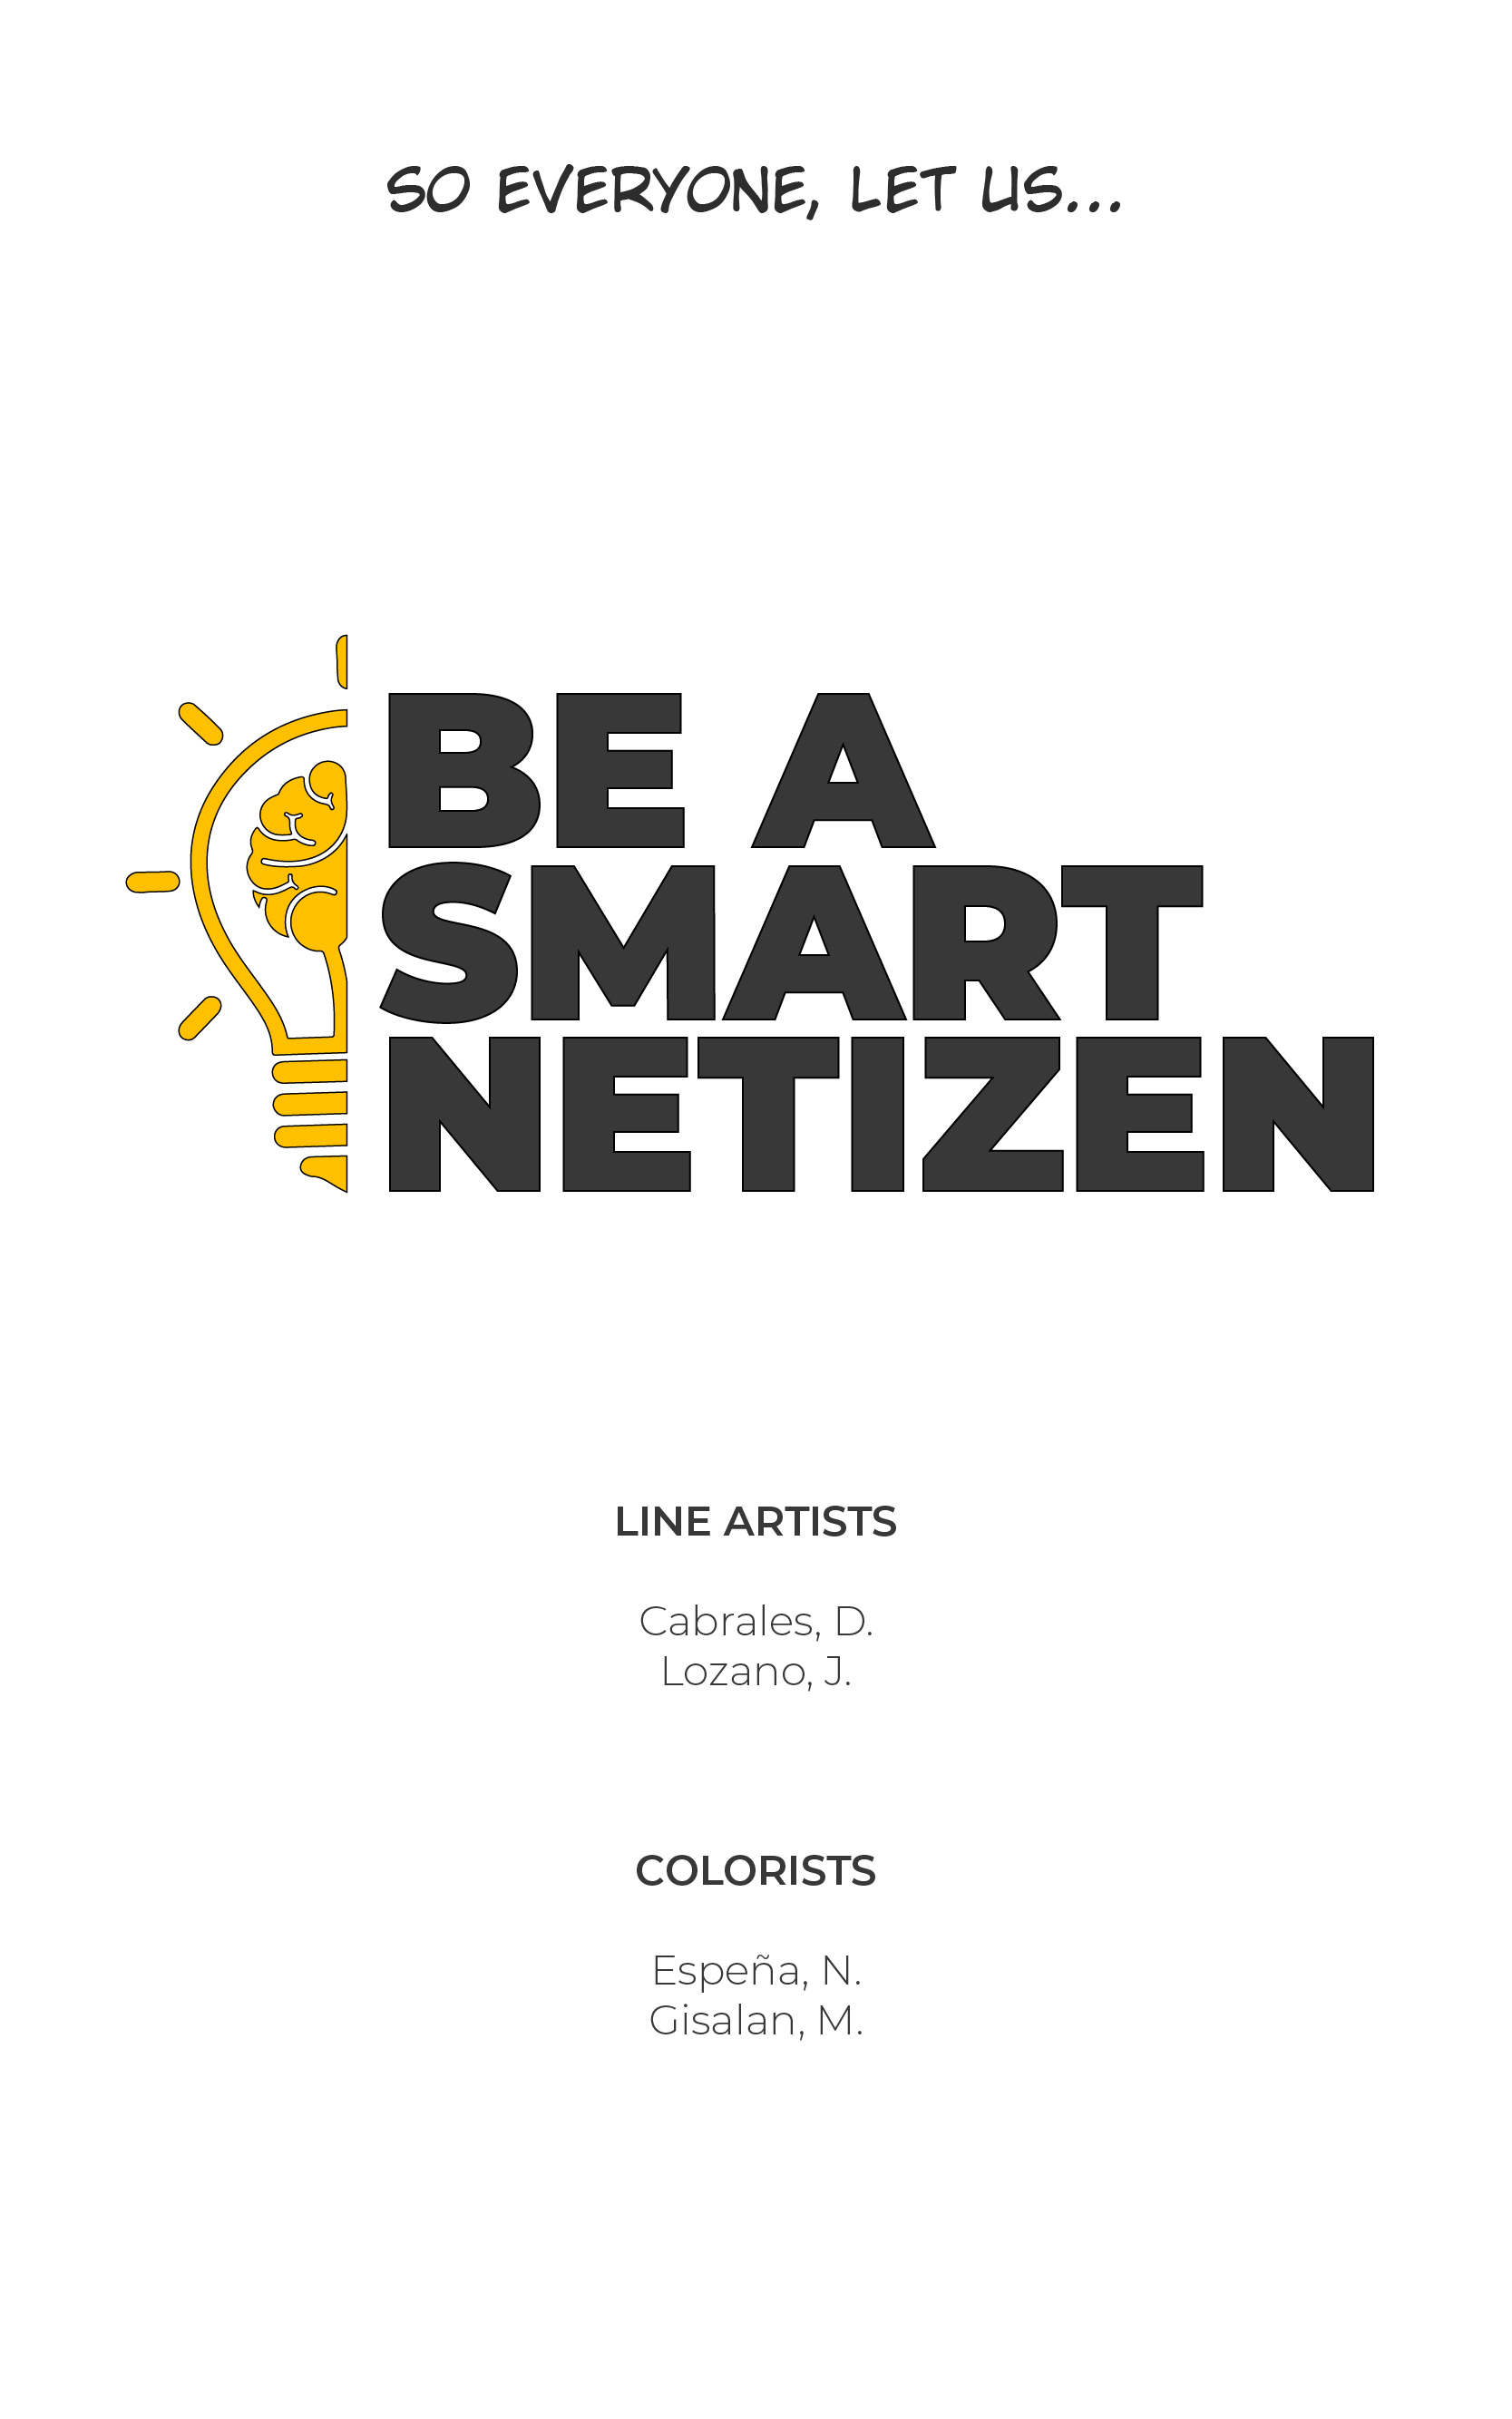 SO EVERYONE, LET US...
BE A
SMART
NETIZEN
LINE ARTISTS
Cabrales, D.
Lozano, J.
COLORISTS
Espeña, N.
Gisalan, M.